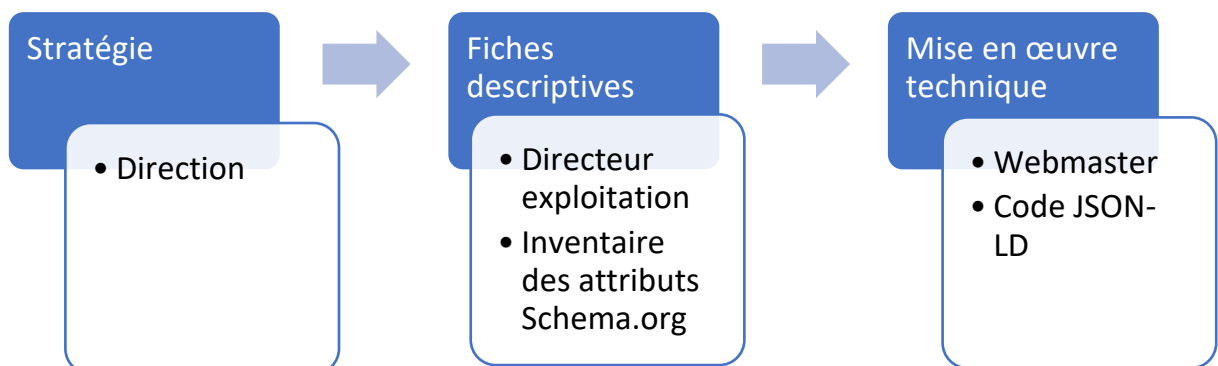 Stratégie
• Direction
Fiches
descriptives
• Directeur
exploitation
• Inventaire
des attributs
Schema.org
Mise en œuvre
technique
• Webmaster
• Code JSON-
LD